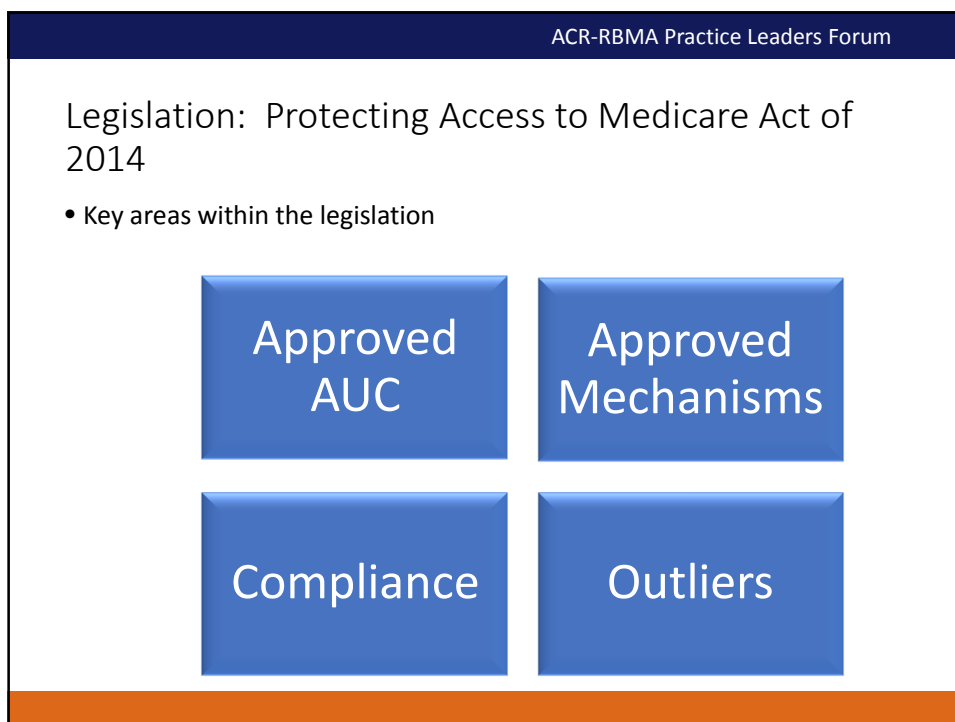 ACR-RBMA Practice Leaders Forum
Legislation:  Protecting Access to Medicare Act of
2014
• Key areas within the legislation
Approved
AUC
Approved
Mechanisms
Compliance
Outliers